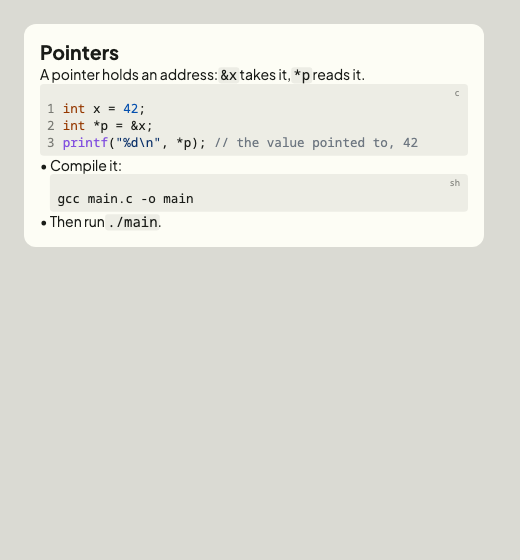 Pointers
A pointer holds an address: &x takes it, *p reads it.
c
1 int x = 42;
2 int *p = &x;
3 printf("%d\n", *p); // the value pointed to, 42
• Compile it:
sh
gcc main.c -o main
• Then run ./main.